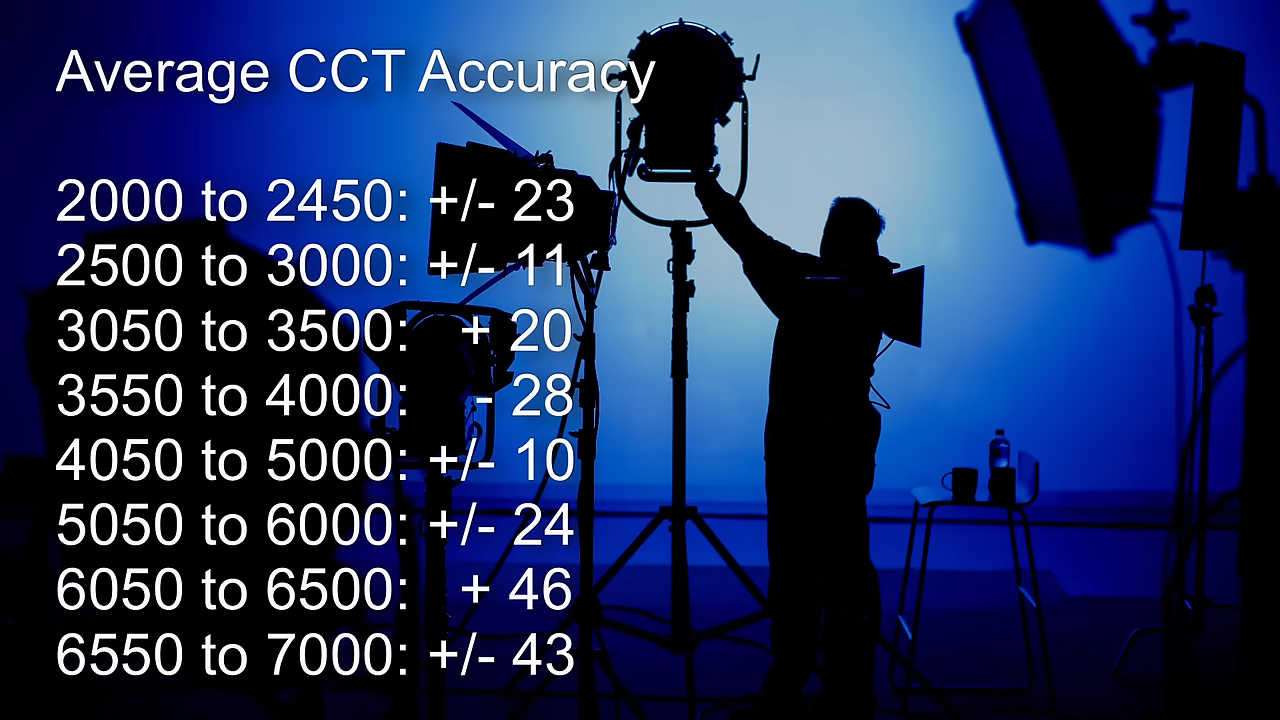 Average CCT Accuracy
2000 to 2450: +/- 23
2500 to 3000: +/- 11
3050 to 3500: + 20
3550 to 4000: - 28
4050 to 5000: +/- 10
5050 to 6000: +/- 24
6050 to 6500: + 46
6550 to 7000: +/- 43